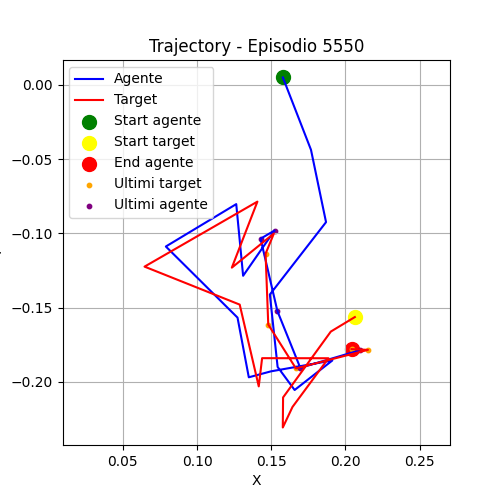 Trajectory - Episodio 5550
Agente
Target
Start agente
Start target
End agente
Ultimi target
Ultimi agente
0.00
−0.05
−0.10
−0.15
−0.20
0.05
0.10
0.15
0.20
0.25
X